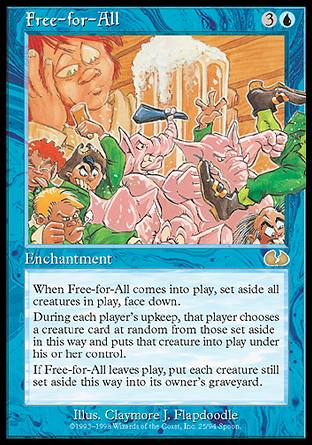 Free-for-All 3
Enchantment
When Free-for-All comes into play, set aside all
creatures in play, face down.
During each player's upkeep, that player chooses
a creature card at random from those set aside
in this way and puts that creature into play under
his or her control.
If Free-for-All leaves play, put each creature still
set aside this way into its owner's graveyard.
Illus. Claymore J. Flapdoodle
©1993–1998 Wizards of the Coast, Inc. 25/94 Spoon.